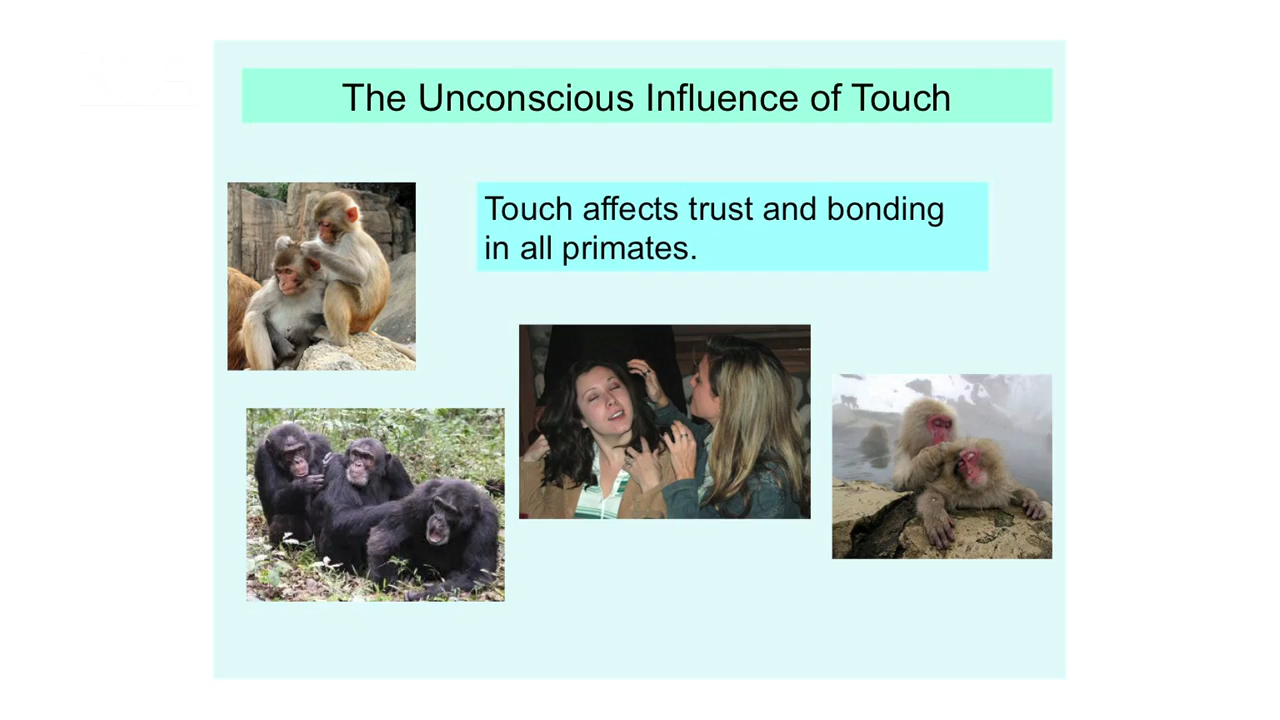 The Unconscious Influence of Touch
Touch affects trust and bonding
in all primates.